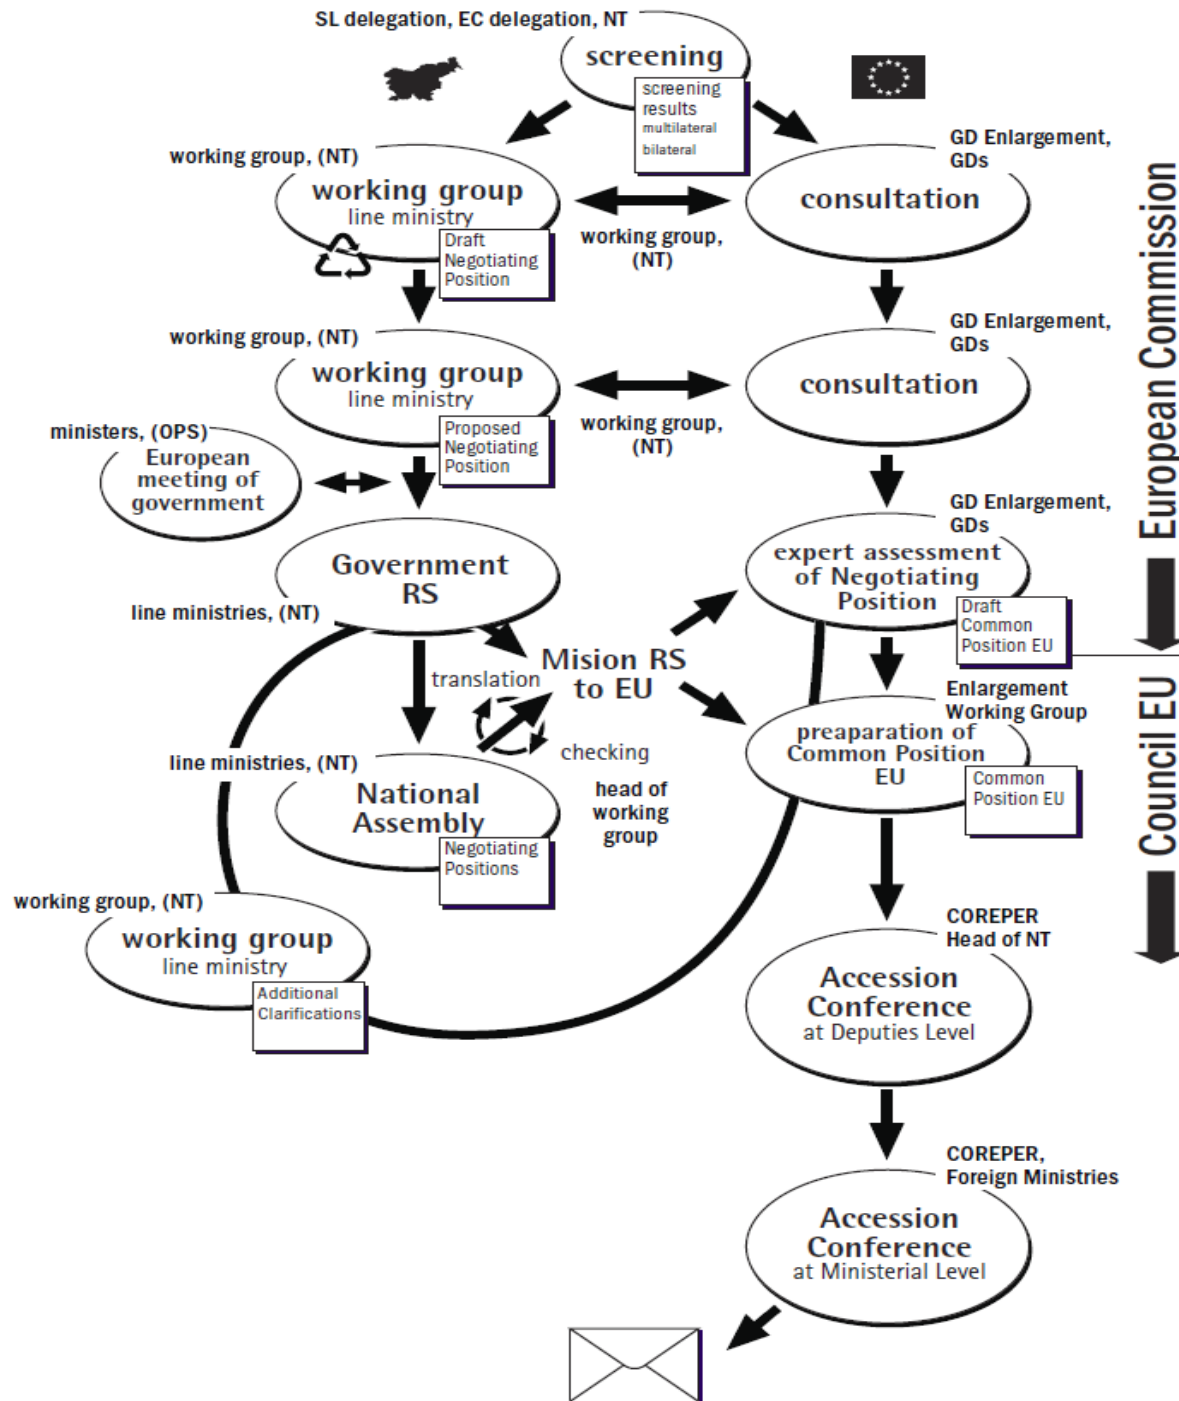 SL delegation, EC delegation, NT
screening
screening
results
multilateral
bilateral
working group, (NT)
working group
line ministry
Draft
Negotiating
Position
working group,
(NT)
GD Enlargement,
GDs
consultation
working group, (NT)
working group
line ministry
Proposed
Negotiating
Position
working group,
(NT)
GD Enlargement,
GDs
consultation
ministers, (OPS)
European
meeting of
government
Government
RS
line ministries, (NT)
GD Enlargement,
GDs
expert assessment
of Negotiating
Position
Draft
Common
Position EU
Mision RS
to EU
translation
checking
head of
working
group
line ministries, (NT)
National
Assembly
Negotiating
Positions
Enlargement
Working Group
preaparation of
Common Position
EU
Common
Position EU
working group, (NT)
working group
line ministry
Additional
Clarifications
COREPER
Head of NT
Accession
Conference
at Deputies Level
COREPER,
Foreign Ministries
Accession
Conference
at Ministerial Level
European Commission
Council EU